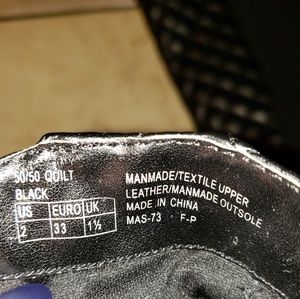 50/50 QUILT
BLACK
US EURO UK
2 33 1½
MANMADE/TEXTILE UPPER
LEATHER/MANMADE OUTSOLE
MADE IN CHINA
MAS-73 F-P